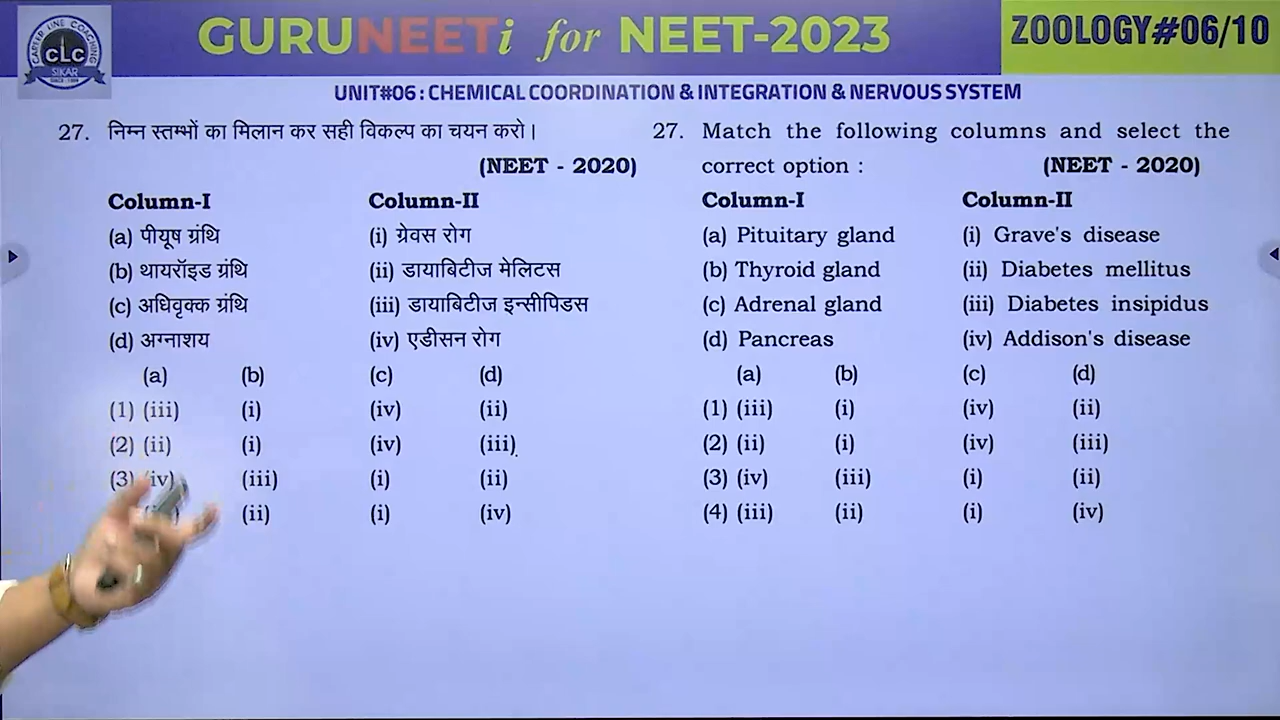 CAREER LINE COACHING
CLC
SIKAR
SINCE - 1996
GURUNEETi for NEET-2023
ZOOLOGY#06/10
UNIT#06 : CHEMICAL COORDINATION & INTEGRATION & NERVOUS SYSTEM
27. निम्न स्तम्भों का मिलान कर सही विकल्प का चयन करो।
(NEET - 2020)
Column-I Column-II
(a) पीयूष ग्रंथि (i) ग्रेवस रोग
(b) थायरॉइड ग्रंथि (ii) डायाबिटीज मेलिटस
(c) अधिवृक्क ग्रंथि (iii) डायाबिटीज इन्सीपिडस
(d) अग्नाशय (iv) एडीसन रोग
(a) (b) (c) (d)
(1) (iii) (i) (iv) (ii)
(2) (ii) (i) (iv) (iii)
(3) (iv) (iii) (i) (ii)
(ii) (i) (iv)
27. Match the following columns and select the
correct option : (NEET - 2020)
Column-I Column-II
(a) Pituitary gland (i) Grave's disease
(b) Thyroid gland (ii) Diabetes mellitus
(c) Adrenal gland (iii) Diabetes insipidus
(d) Pancreas (iv) Addison's disease
(a) (b) (c) (d)
(1) (iii) (i) (iv) (ii)
(2) (ii) (i) (iv) (iii)
(3) (iv) (iii) (i) (ii)
(4) (iii) (ii) (i) (iv)